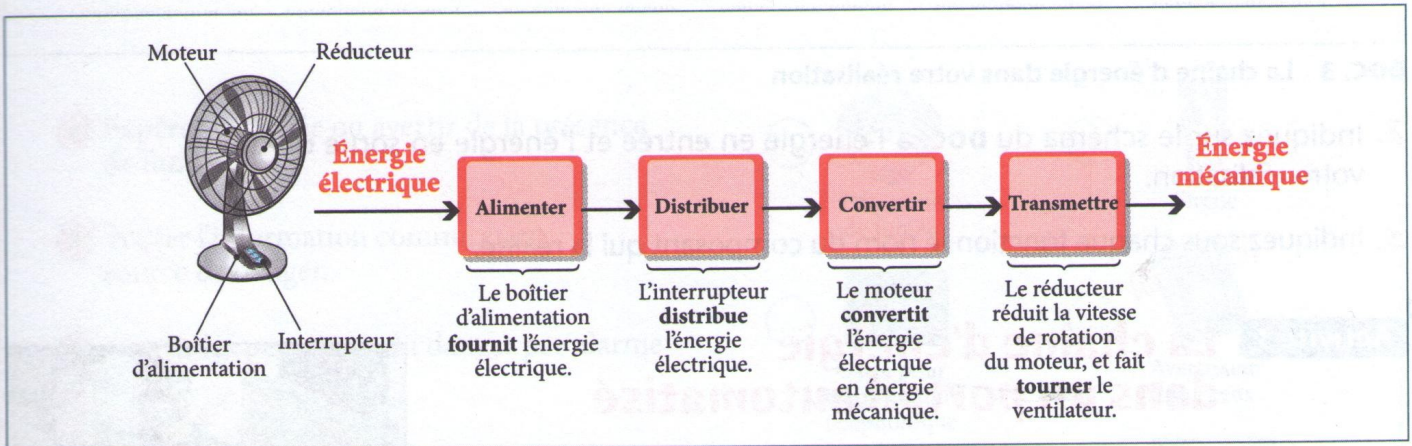 Moteur
Réducteur
Boîtier
d'alimentation
Interrupteur
Énergie
électrique
Alimenter
Distribuer
Convertir
Transmettre
Énergie
mécanique
Le boîtier
d'alimentation
fournit l'énergie
électrique.
L'interrupteur
distribue
l'énergie
électrique.
Le moteur
convertit
l'énergie
électrique
en énergie
mécanique.
Le réducteur
réduit la vitesse
de rotation
du moteur, et fait
tourner le
ventilateur.